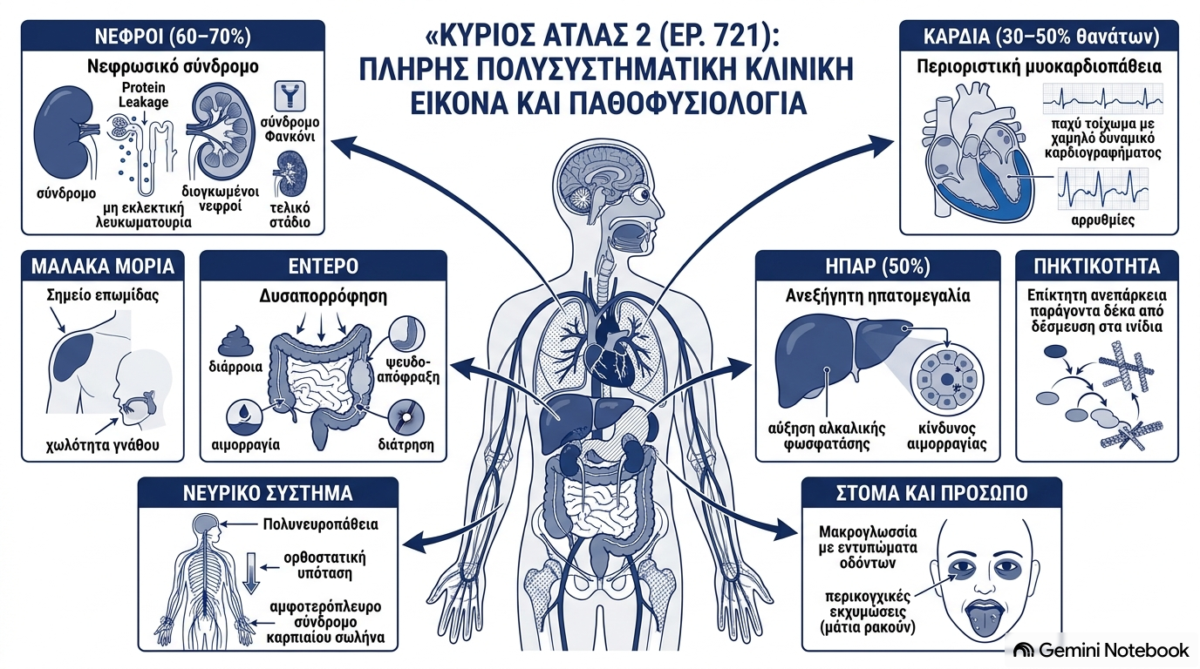 «ΚΥΡΙΟΣ ΑΤΛΑΣ 2 (EP. 721):
ΠΛΗΡΗΣ ΠΟΛΥΣΥΣΤΗΜΑΤΙΚΗ ΚΛΙΝΙΚΗ
ΕΙΚΟΝΑ ΚΑΙ ΠΑΘΟΦΥΣΙΟΛΟΓΙΑ
ΝΕΦΡΟΙ (60–70%)
Νεφρωσικό σύνδρομο
Protein
Leakage
σύνδρομο
Φανκόνι
σύνδρομο
μη εκλεκτική
λευκωματουρία
διογκωμένοι
νεφροί
τελικό
στάδιο
ΚΑΡΔΙΑ (30–50% θανάτων)
Περιοριστική μυοκαρδιοπάθεια
παχύ τοίχωμα με
χαμηλό δυναμικό
καρδιογραφήματος
αρρυθμίες
ΜΑΛΑΚΑ ΜΟΡΙΑ
Σημείο επωμίδας
χωλότητα γνάθου
ΕΝΤΕΡΟ
Δυσαπορρόφηση
διάρροια
ψευδο-
απόφραξη
αιμορραγία
διάτρηση
ΗΠΑΡ (50%)
Ανεξήγητη ηπατομεγαλία
αύξηση αλκαλικής
φωσφατάσης
κίνδυνος
αιμορραγίας
ΠΗΚΤΙΚΟΤΗΤΑ
Επίκτητη ανεπάρκεια
παράγοντα δέκα από
δέσμευση στα ινίδια
ΝΕΥΡΙΚΟ ΣΥΣΤΗΜΑ
Πολυνευροπάθεια
ορθοστατική
υπόταση
αμφοτερόπλευρο
σύνδρομο
καρπιαίου σωλήνα
ΣΤΟΜΑ ΚΑΙ ΠΡΟΣΩΠΟ
Μακρογλωσσία
με εντυπώματα
οδόντων
περικογχικές
εκχυμώσεις
(μάτια ρακούν)
Gemini Notebook